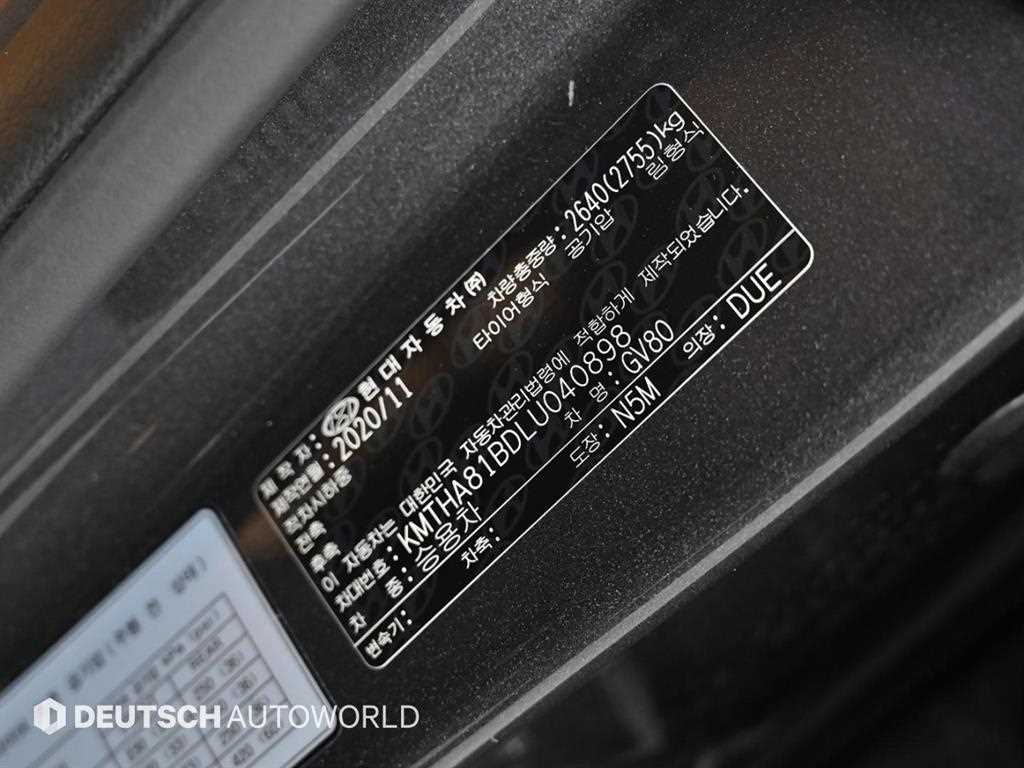 제작자: 현대자동차㈜
제작연월: 2020/11 차량총중량: 2640(2755)kg
적차시하중 타이어형식 공기압 림형식
전축
후축
이 자동차는 대한민국 자동차관리법령에 적합하게 제작되었습니다.
차대번호: KMTHA81BDLU040898
차 종: 승용차 차 명: GV80
변속기: 차축: 도장: N5M 의장: DUE
DEUTSCH AUTOWORLD